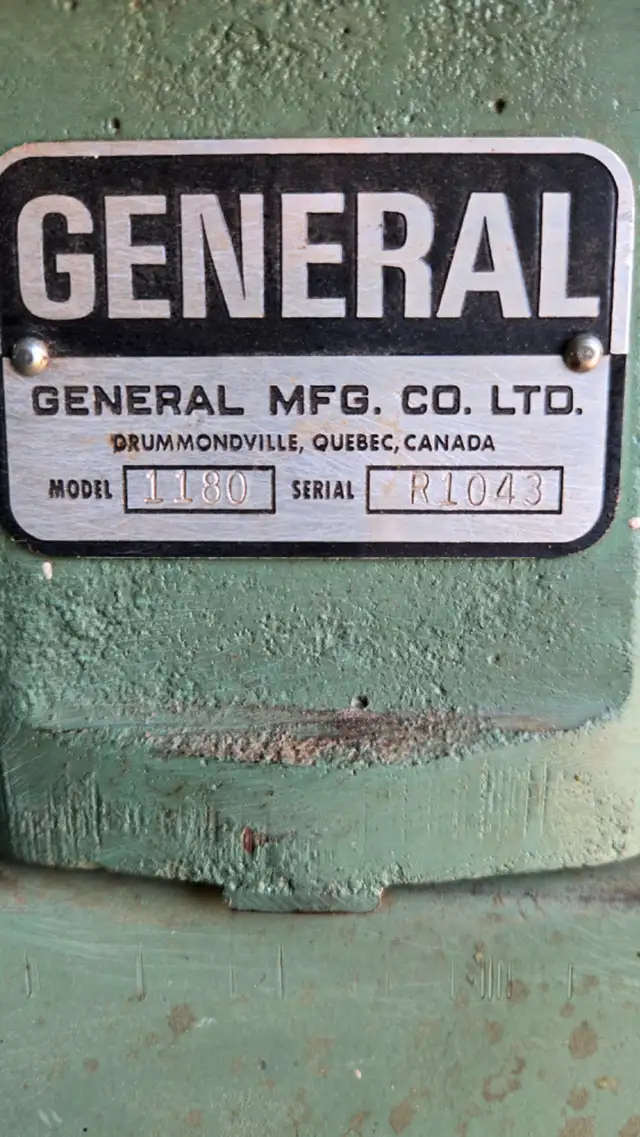 GENERAL
GENERAL MFG. CO. LTD.
DRUMMONDVILLE, QUEBEC, CANADA
MODEL 1180 SERIAL R1043